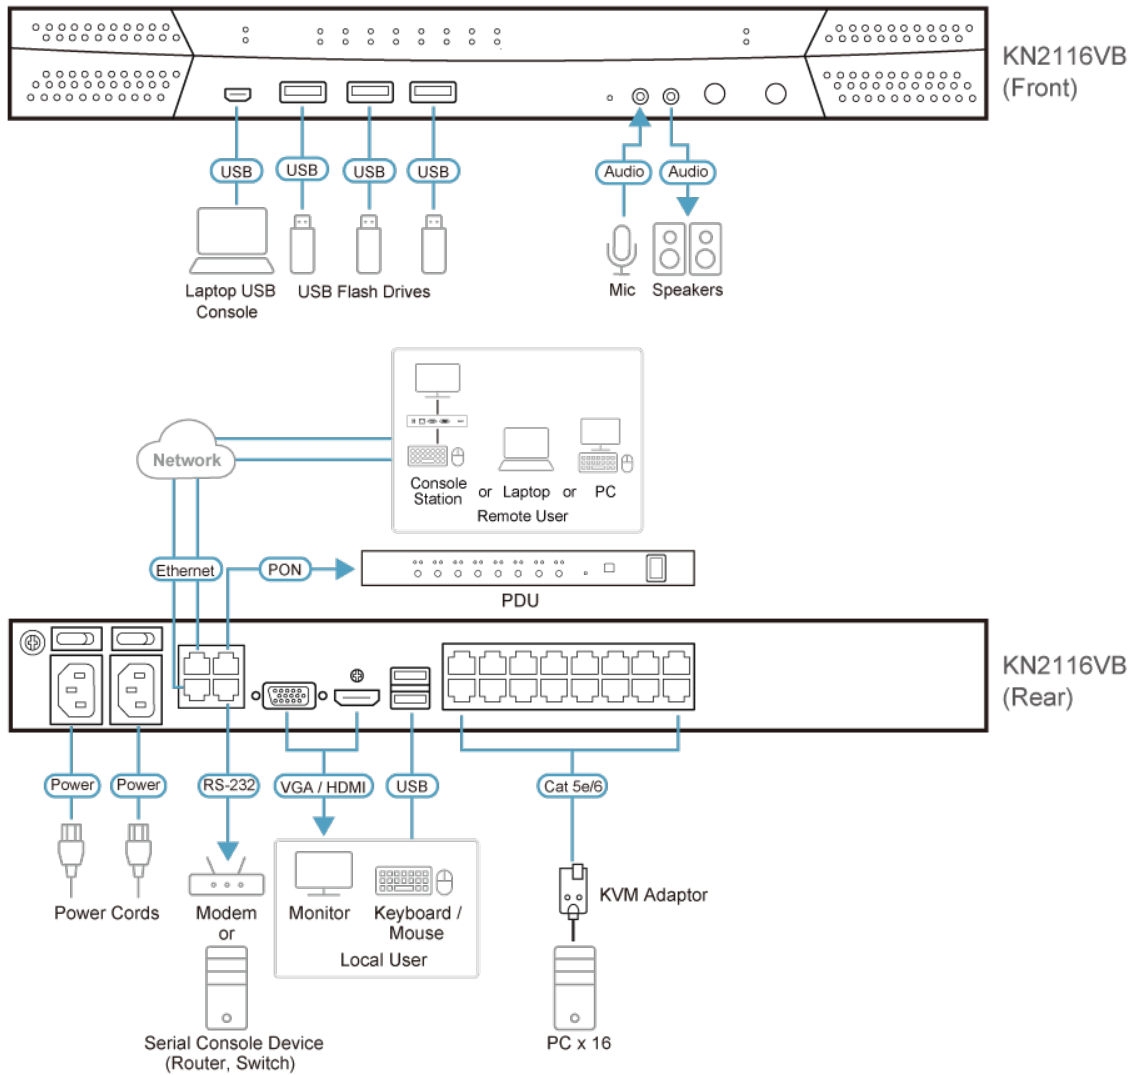 KN2116VB
(Front)
USB
USB
USB
USB
Audio
Audio
Laptop USB
Console
USB Flash Drives
Mic
Speakers
Network
Console
Station
or
Laptop
or
PC
Remote User
Ethernet
PON
PDU
KN2116VB
(Rear)
Power
Power
RS-232
VGA / HDMI
USB
Cat 5e/6
Power Cords
Modem
or
Serial Console Device
(Router, Switch)
Monitor
Keyboard /
Mouse
Local User
KVM Adaptor
PC x 16